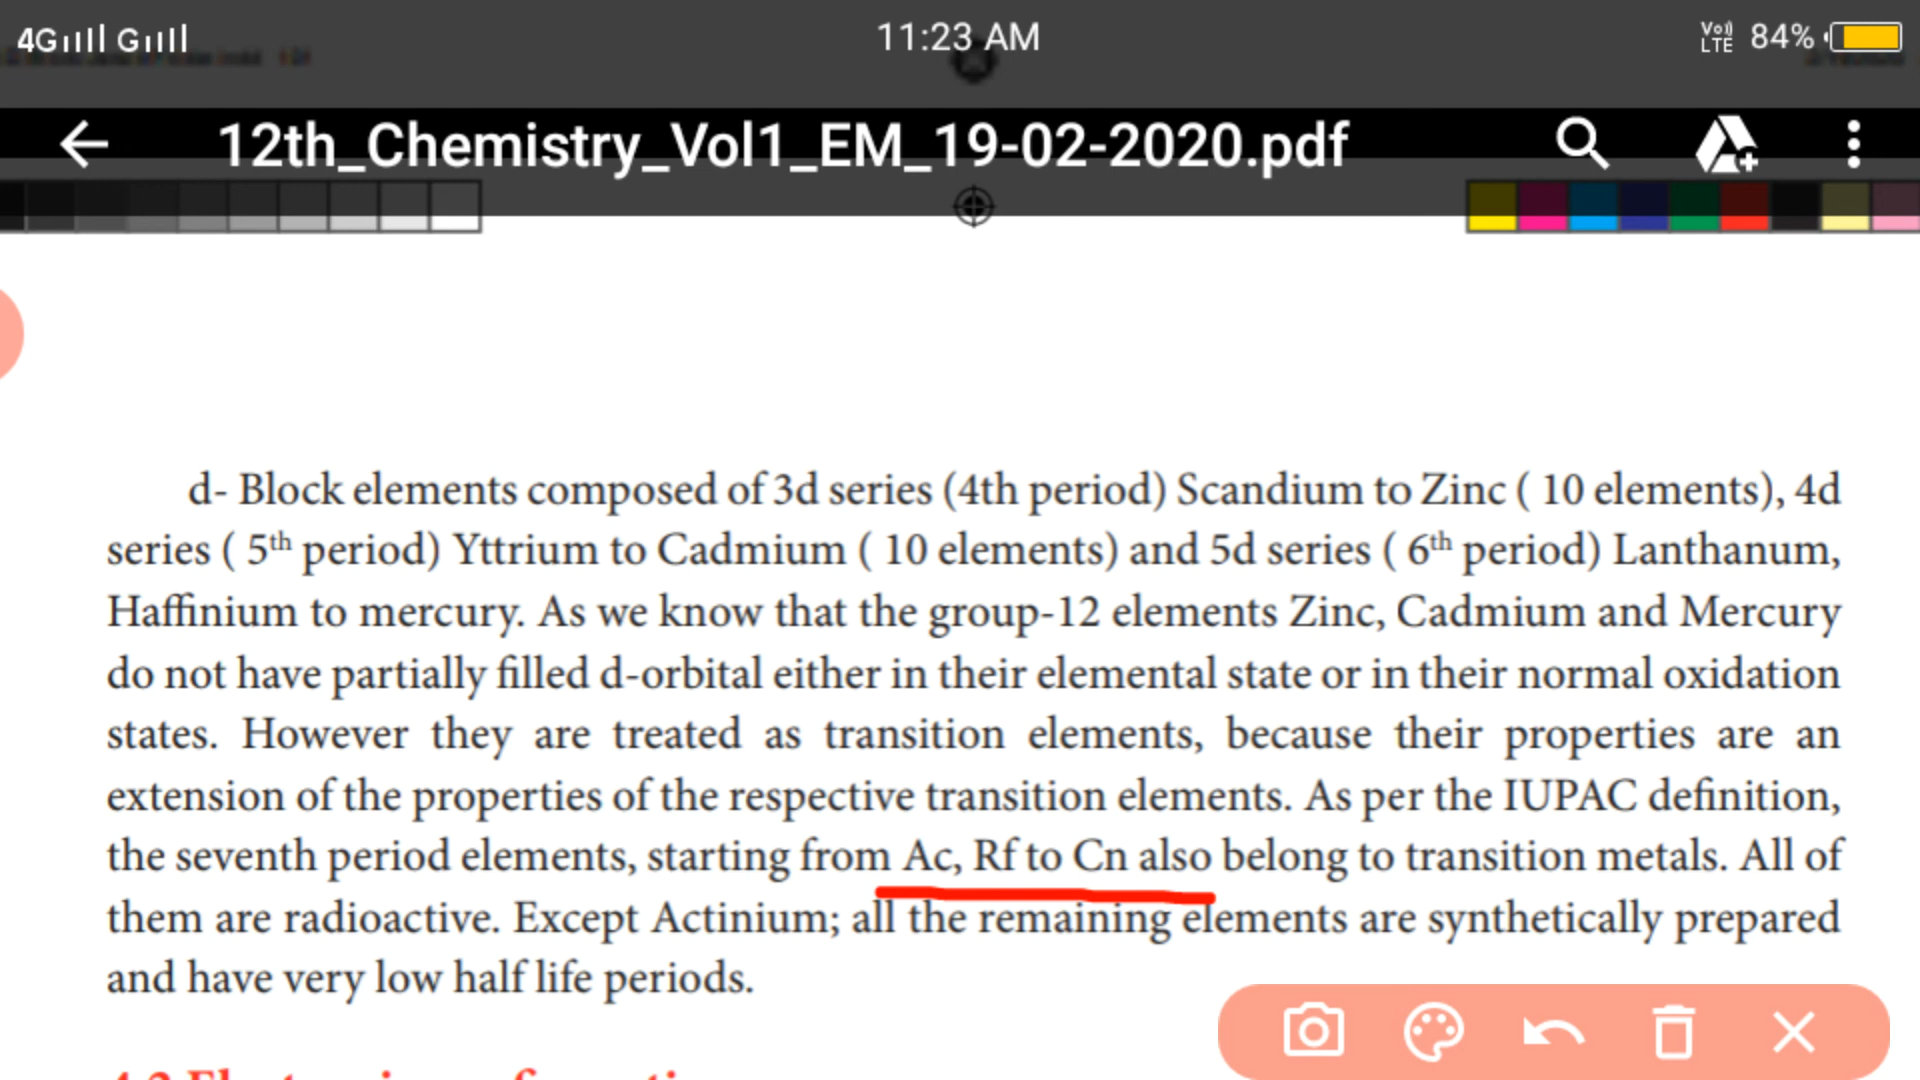 4G G 11:23 AM Vo) LTE 84%
12th_Chemistry_Vol1_EM_19-02-2020.pdf
d- Block elements composed of 3d series (4th period) Scandium to Zinc ( 10 elements), 4d
series ( 5th period) Yttrium to Cadmium ( 10 elements) and 5d series ( 6th period) Lanthanum,
Haffinium to mercury. As we know that the group-12 elements Zinc, Cadmium and Mercury
do not have partially filled d-orbital either in their elemental state or in their normal oxidation
states. However they are treated as transition elements, because their properties are an
extension of the properties of the respective transition elements. As per the IUPAC definition,
the seventh period elements, starting from Ac, Rf to Cn also belong to transition metals. All of
them are radioactive. Except Actinium; all the remaining elements are synthetically prepared
and have very low half life periods.